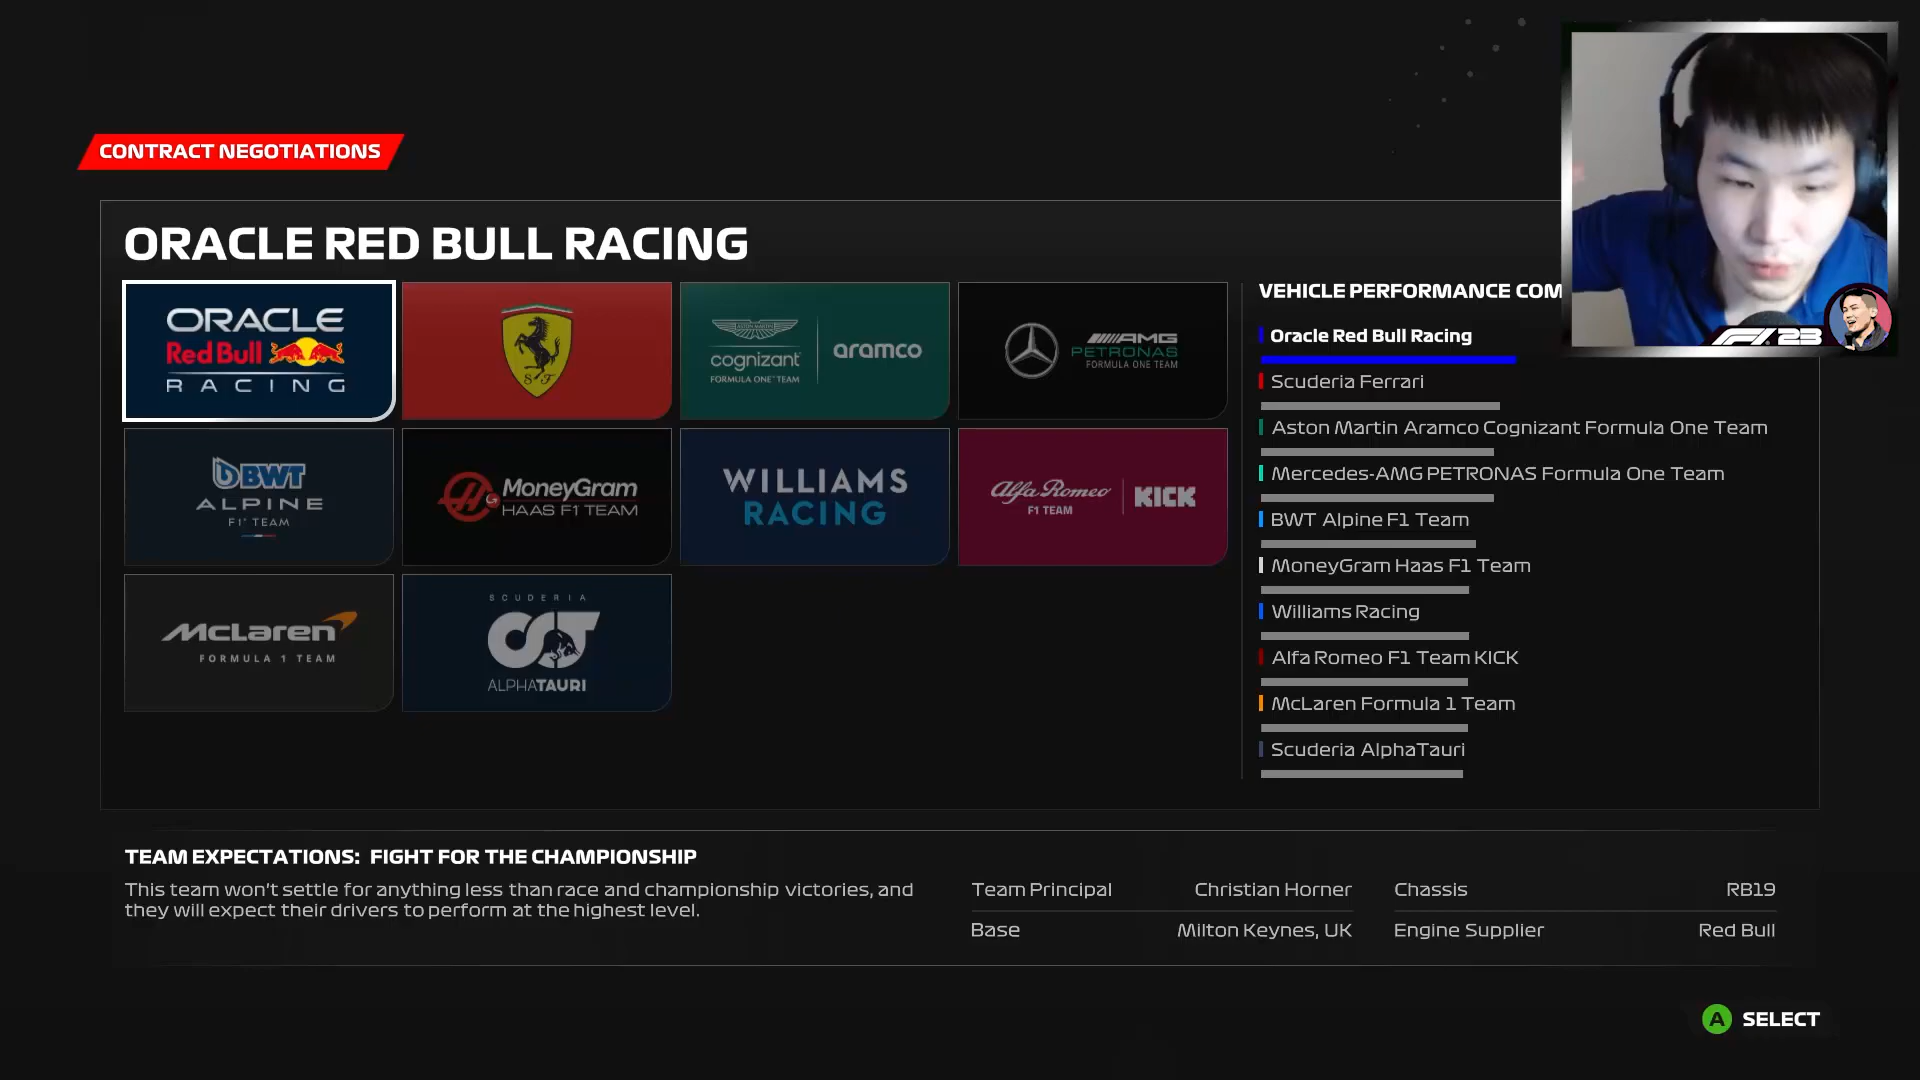 CONTRACT NEGOTIATIONS
ORACLE RED BULL RACING
ORACLE
Red Bull
RACING
S F
ASTON MARTIN
cognizant
FORMULA ONE™ TEAM
aramco
AMG
PETRONAS
FORMULA ONE TEAM
BWT
ALPINE
F1® TEAM
MoneyGram
HAAS F1 TEAM
WILLIAMS
RACING
Alfa Romeo
F1 TEAM
KICK
McLaren
FORMULA 1 TEAM
SCUDERIA
ALPHATAURI
VEHICLE PERFORMANCE COM
Oracle Red Bull Racing
Scuderia Ferrari
Aston Martin Aramco Cognizant Formula One Team
Mercedes-AMG PETRONAS Formula One Team
BWT Alpine F1 Team
MoneyGram Haas F1 Team
Williams Racing
Alfa Romeo F1 Team KICK
McLaren Formula 1 Team
Scuderia AlphaTauri
F1 23
TEAM EXPECTATIONS: FIGHT FOR THE CHAMPIONSHIP
This team won't settle for anything less than race and championship victories, and
they will expect their drivers to perform at the highest level.
Team Principal Christian Horner
Base Milton Keynes, UK
Chassis RB19
Engine Supplier Red Bull
A SELECT